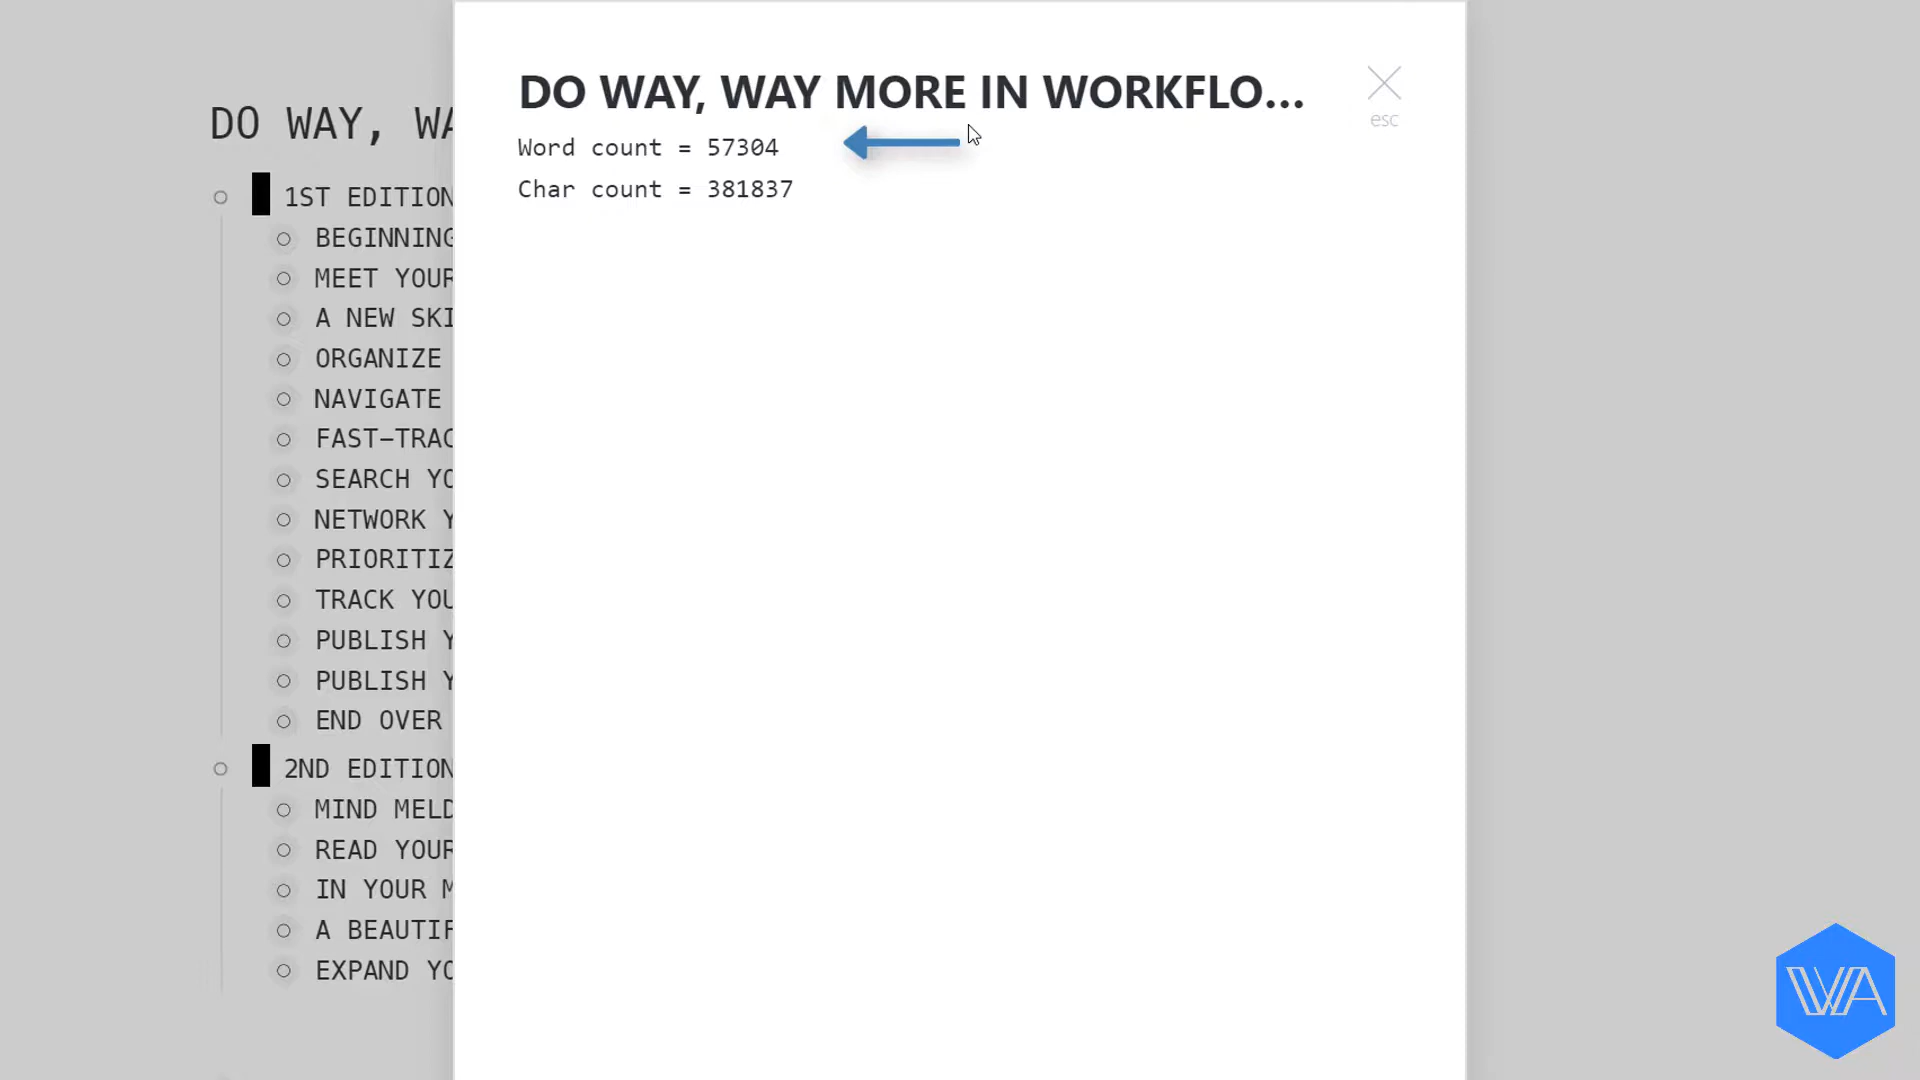 DO WAY, WAY MORE IN WORKFLO...
esc
Word count = 57304
Char count = 381837
DO WAY, WA
1ST EDITION
BEGINNING
MEET YOUR
A NEW SKI
ORGANIZE
NAVIGATE
FAST–TRAC
SEARCH YO
NETWORK Y
PRIORITIZ
TRACK YOU
PUBLISH Y
PUBLISH Y
END OVER
2ND EDITION
MIND MELD
READ YOUR
IN YOUR M
A BEAUTIF
EXPAND YO
WA